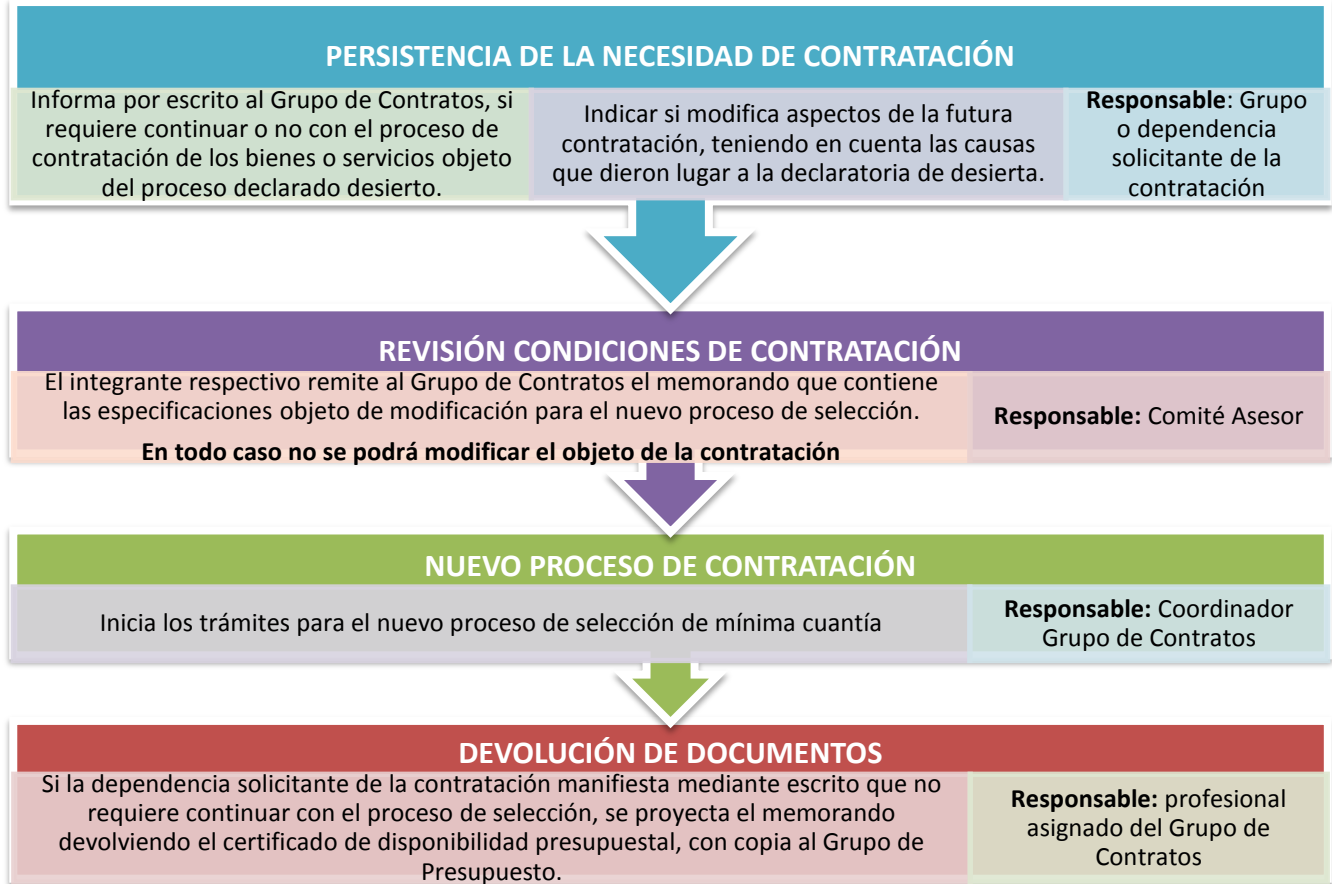 PERSISTENCIA DE LA NECESIDAD DE CONTRATACIÓN
Informa por escrito al Grupo de Contratos, si
requiere continuar o no con el proceso de
contratación de los bienes o servicios objeto
del proceso declarado desierto.
Indicar si modifica aspectos de la futura
contratación, teniendo en cuenta las causas
que dieron lugar a la declaratoria de desierta.
Responsable: Grupo
o dependencia
solicitante de la
contratación
REVISIÓN CONDICIONES DE CONTRATACIÓN
El integrante respectivo remite al Grupo de Contratos el memorando que contiene
las especificaciones objeto de modificación para el nuevo proceso de selección.
En todo caso no se podrá modificar el objeto de la contratación
Responsable: Comité Asesor
NUEVO PROCESO DE CONTRATACIÓN
Inicia los trámites para el nuevo proceso de selección de mínima cuantía
Responsable: Coordinador
Grupo de Contratos
DEVOLUCIÓN DE DOCUMENTOS
Si la dependencia solicitante de la contratación manifiesta mediante escrito que no
requiere continuar con el proceso de selección, se proyecta el memorando
devolviendo el certificado de disponibilidad presupuestal, con copia al Grupo de
Presupuesto.
Responsable: profesional
asignado del Grupo de
Contratos